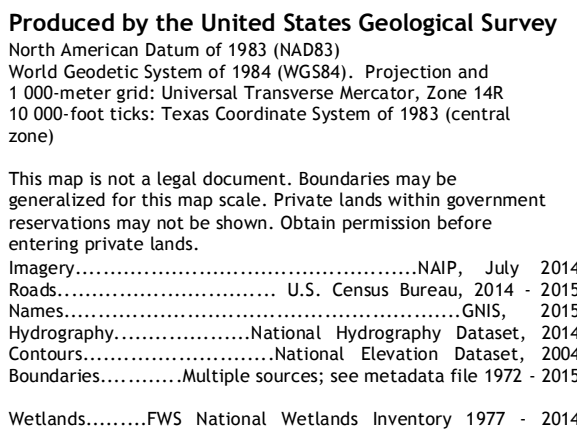 Produced by the United States Geological Survey
North American Datum of 1983 (NAD83)
World Geodetic System of 1984 (WGS84).  Projection and
1 000-meter grid: Universal Transverse Mercator, Zone 14R
10 000-foot ticks: Texas Coordinate System of 1983 (central
zone)
This map is not a legal document. Boundaries may be
generalized for this map scale. Private lands within government
reservations may not be shown. Obtain permission before
entering private lands.
Imagery................................................NAIP, July 2014
Roads............................... U.S. Census Bureau, 2014 - 2015
Names........................................................GNIS, 2015
Hydrography...................National Hydrography Dataset, 2014
Contours...........................National Elevation Dataset, 2004
Boundaries............Multiple sources; see metadata file 1972 - 2015
Wetlands.........FWS National Wetlands Inventory 1977 - 2014